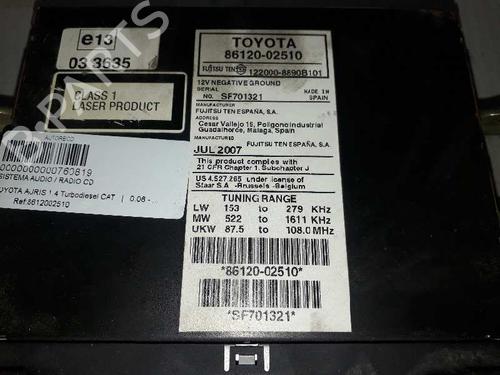 e13
03 3635
CLASS 1
LASER PRODUCT
AUTORECO
0000000000760819
SISTEMA AUDIO / RADIO CD
TOYOTA AURIS 1.4 Turbodiesel CAT | 0.06 - ...
Ref.8612002510
TOYOTA
86120-02510
FUJITSU TEN 122000-8890B101
12V NEGATIVE GROUND
SERIAL NO. SF701321
MADE IN SPAIN
MANUFACTURER
FUJITSU TEN ESPAÑA, S.A.
ADDRESS
Cesar Vallejo 16, Poligono Industrial
Guadalhorce, Malaga, Spain
MANUFACTURED
FUJITSU TEN ESPAÑA, S.A.
JUL 2007
This product complies with
21 CFR Chapter 1. Subchapter J
US 4.527.265 under license of
Staar S.A. -Brussels -Belgium
TUNING RANGE
LW 153 to 279 KHz
MW 522 to 1611 KHz
UKW 87.5 to 108.0 MHz
*86120-02510*
*SF701321*